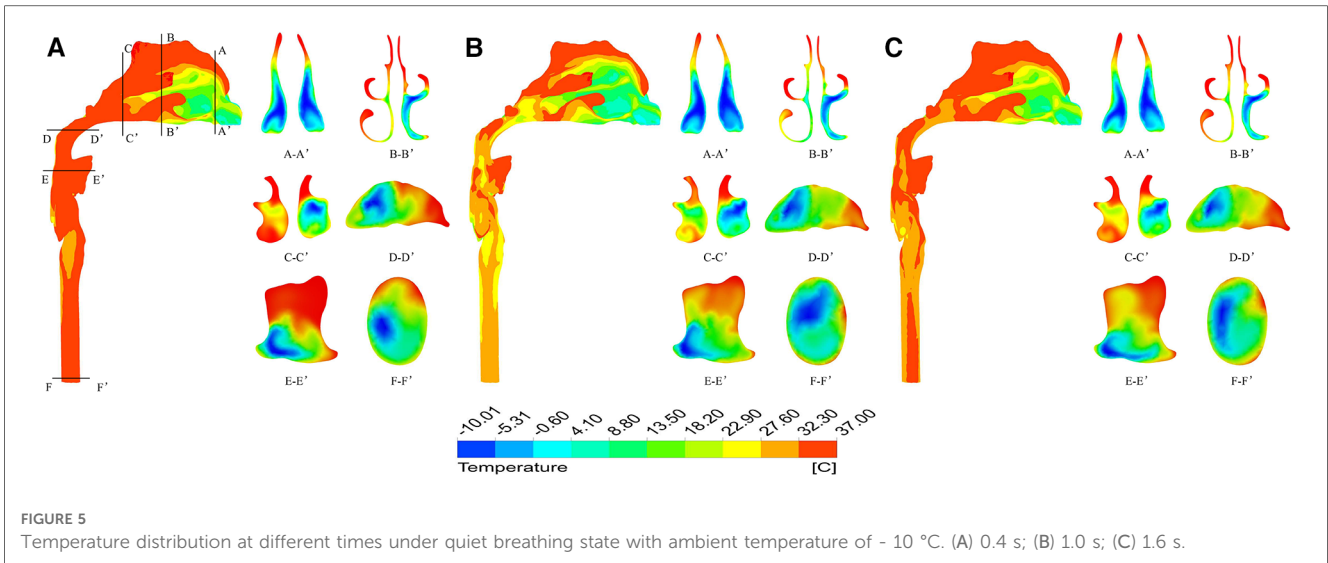 A
B
C
C'
B
A
C'
B'
A'
D
D'
E
E'
F
F'
A-A'
B-B'
C-C'
D-D'
E-E'
F-F'
A-A'
B-B'
C-C'
D-D'
E-E'
F-F'
A-A'
B-B'
C-C'
D-D'
E-E'
F-F'
-10.01
-5.31
-0.60
4.10
8.80
13.50
18.20
22.90
27.60
32.30
37.00
Temperature
[C]
FIGURE 5
Temperature distribution at different times under quiet breathing state with ambient temperature of - 10 °C. (A) 0.4 s; (B) 1.0 s; (C) 1.6 s.